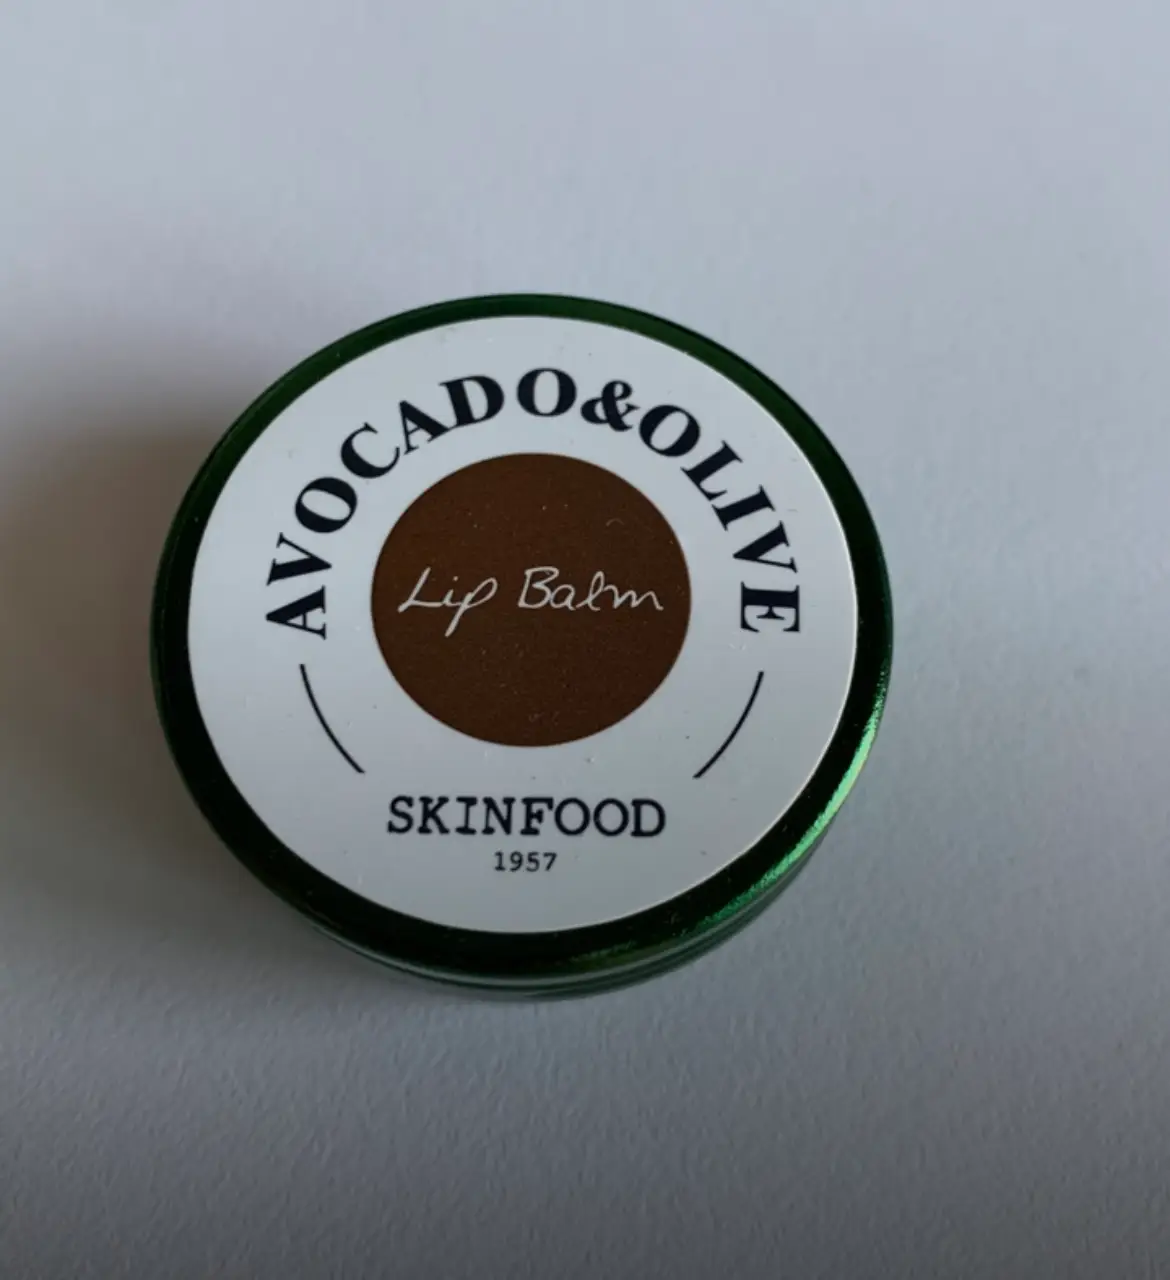 AVOCADO&OLIVE
Lip Balm
SKINFOOD
1957